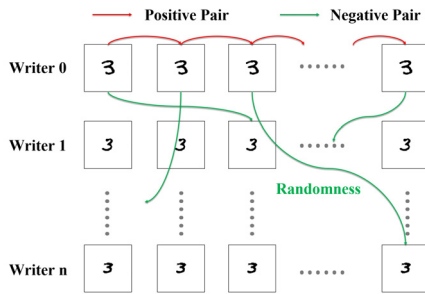 Positive Pair Negative Pair
Writer 0 3 3 3 ...... 3
Writer 1 3 3 3 ...... 3
Randomness
Writer n 3 3 3 ...... 3